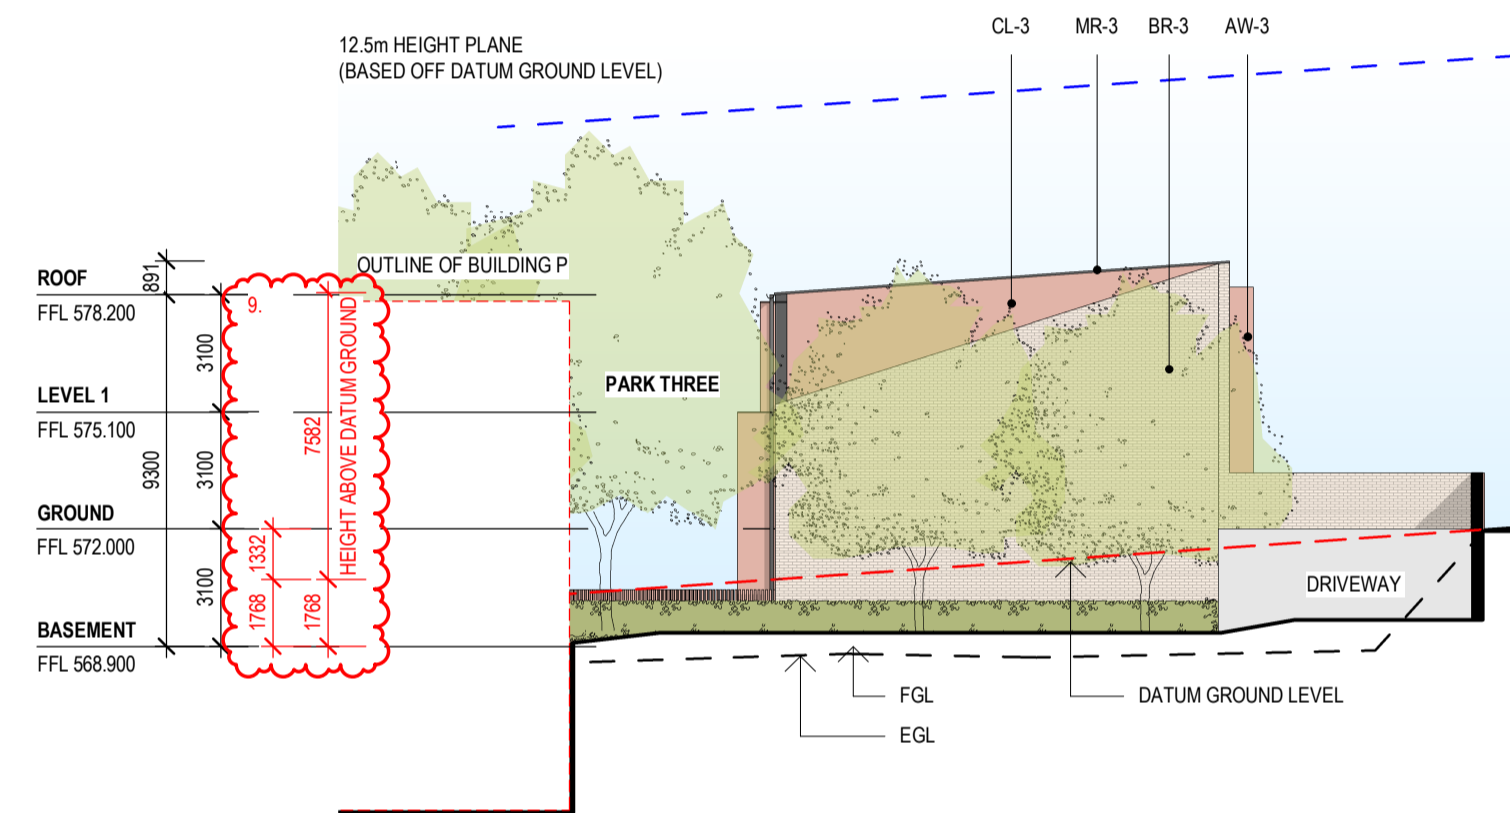 12.5m HEIGHT PLANE
(BASED OFF DATUM GROUND LEVEL)
CL-3
MR-3
BR-3
AW-3
OUTLINE OF BUILDING P
ROOF
FFL 578.200
891
9.
3100
LEVEL 1
FFL 575.100
PARK THREE
9300
3100
7582
HEIGHT ABOVE DATUM GROUND
GROUND
FFL 572.000
1332
3100
1768
1768
BASEMENT
FFL 568.900
DRIVEWAY
FGL
EGL
DATUM GROUND LEVEL